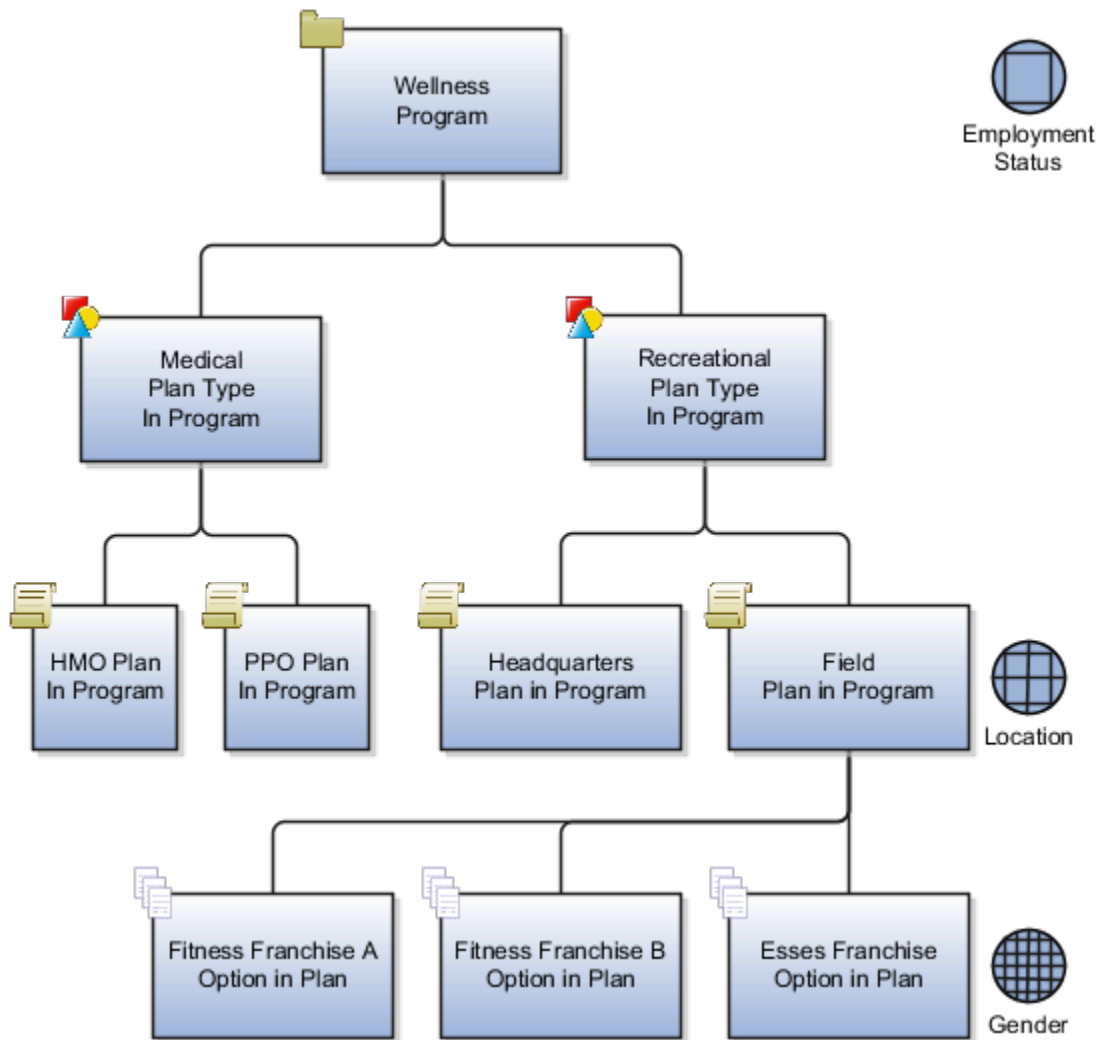 Wellness
Program
Employment
Status
Medical
Plan Type
In Program
Recreational
Plan Type
In Program
HMO Plan
In Program
PPO Plan
In Program
Headquarters
Plan in Program
Field
Plan in Program
Location
Fitness Franchise A
Option in Plan
Fitness Franchise B
Option in Plan
Esses Franchise
Option in Plan
Gender